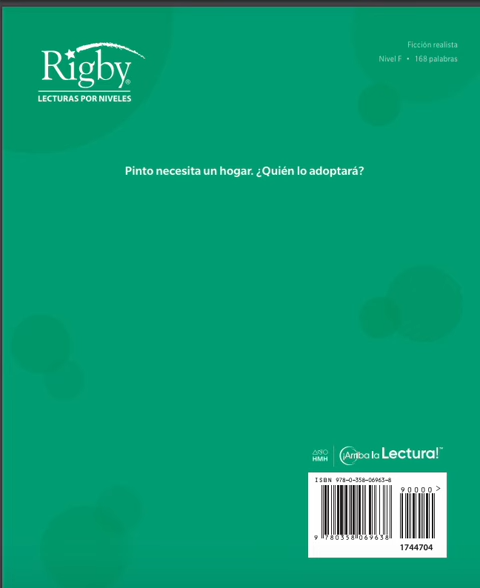 Rigby®
LECTURAS POR NIVELES
Ficción realista
Nivel F • 168 palabras
Pinto necesita un hogar. ¿Quién lo adoptará?
HMH
¡Arriba la Lectura!™
ISBN 978-0-358-06963-8
90000>
9 780358 069638
1744704